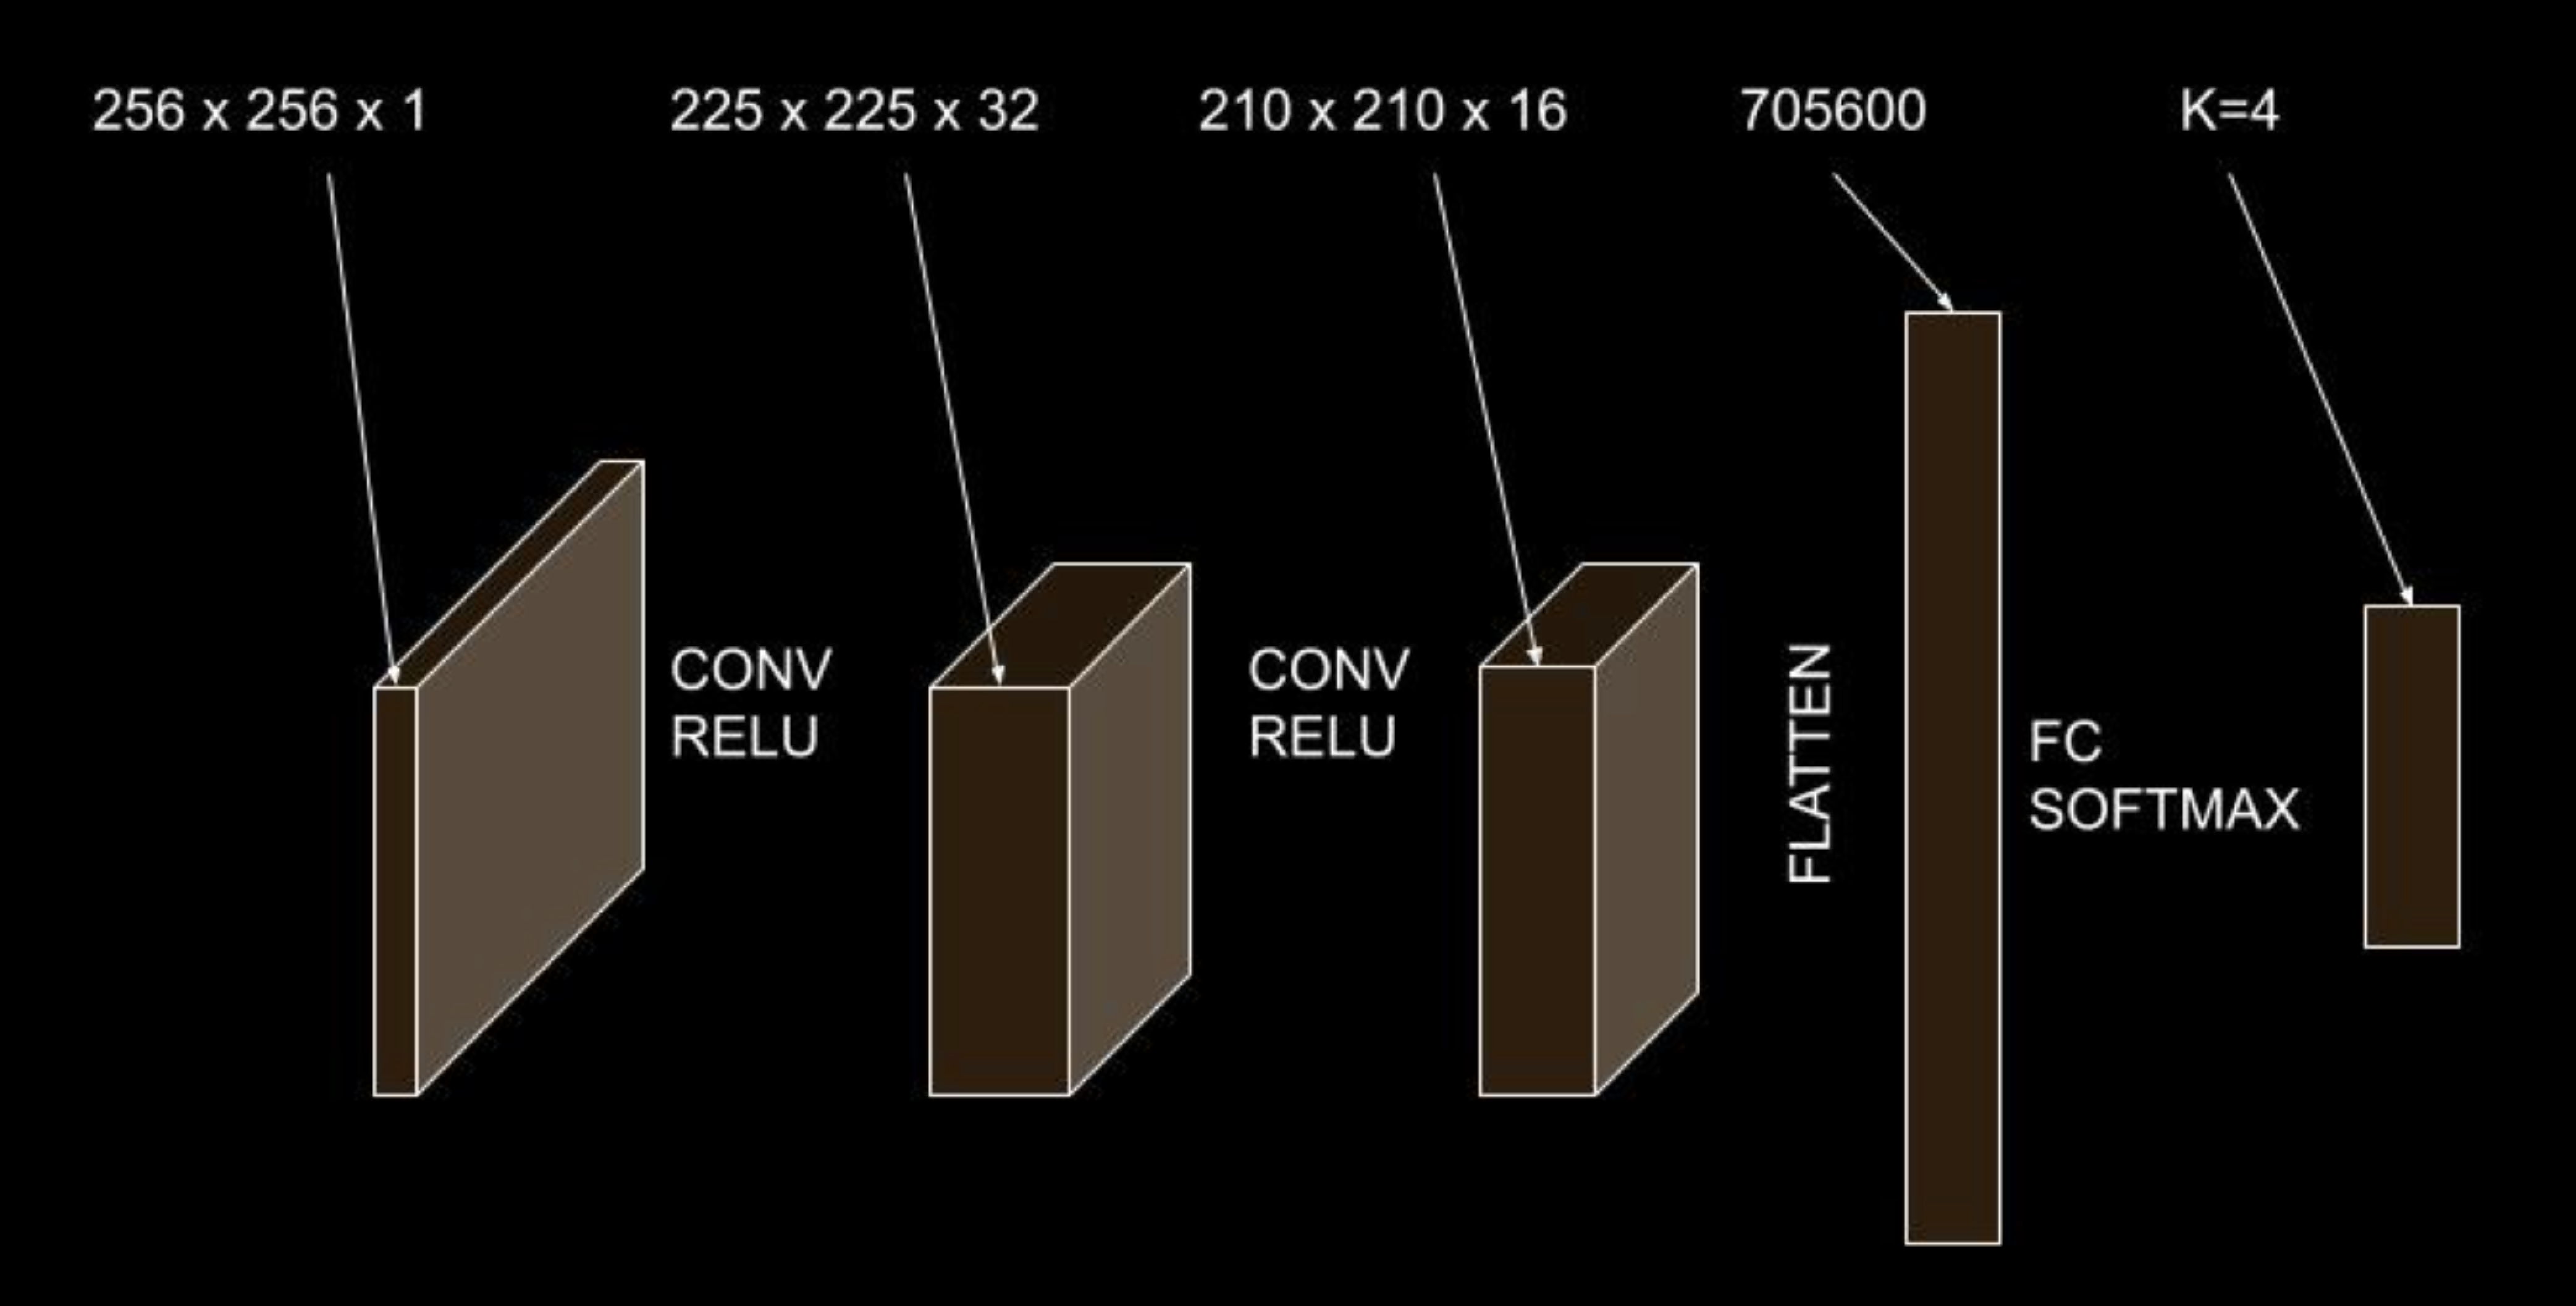 256 x 256 x 1
225 x 225 x 32
210 x 210 x 16
705600
K=4
CONV
RELU
CONV
RELU
FLATTEN
FC
SOFTMAX